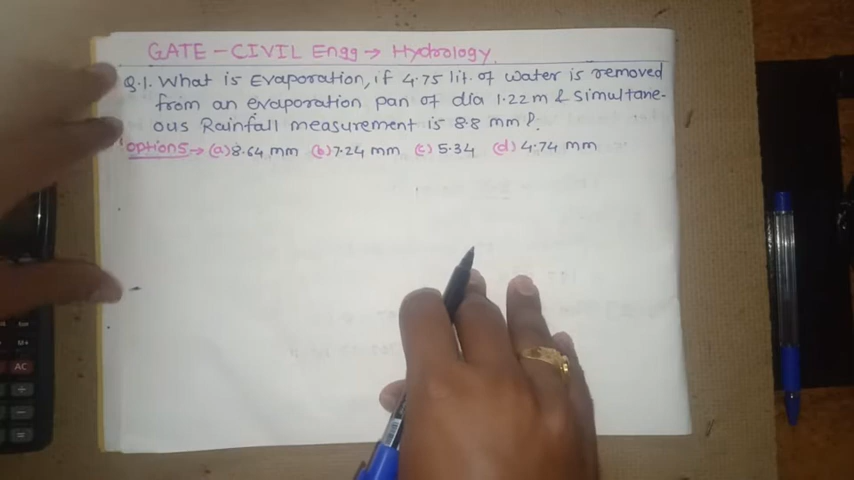 GATE - CIVIL Engg → Hydrology
Q.1. What is Evaporation, if 4.75 lit. of water is removed
from an evaporation pan of dia 1.22 m & simultane-
ous Rainfall measurement is 8.8 mm ?
options → (a) 8.64 mm (b) 7.24 mm (c) 5.34 (d) 4.74 mm
AC